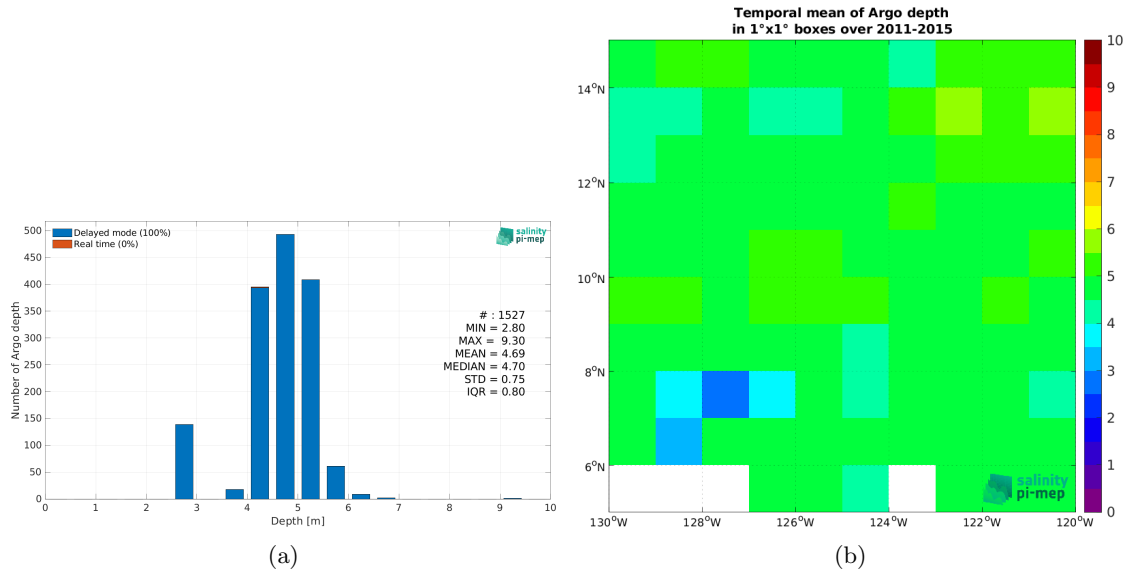 Delayed mode (100%)
Real time (0%)
salinity
pi-mep
500
450
400
350
300
250
200
150
100
50
0
Number of Argo depth
# : 1527
MIN = 2.80
MAX = 9.30
MEAN = 4.69
MEDIAN = 4.70
STD = 0.75
IQR = 0.80
0 1 2 3 4 5 6 7 8 9 10
Depth [m]
(a)
Temporal mean of Argo depth
in 1°x1° boxes over 2011-2015
14°N
12°N
10°N
8°N
6°N
130°W 128°W 126°W 124°W 122°W 120°W
salinity
pi-mep
10
9
8
7
6
5
4
3
2
1
0
(b)